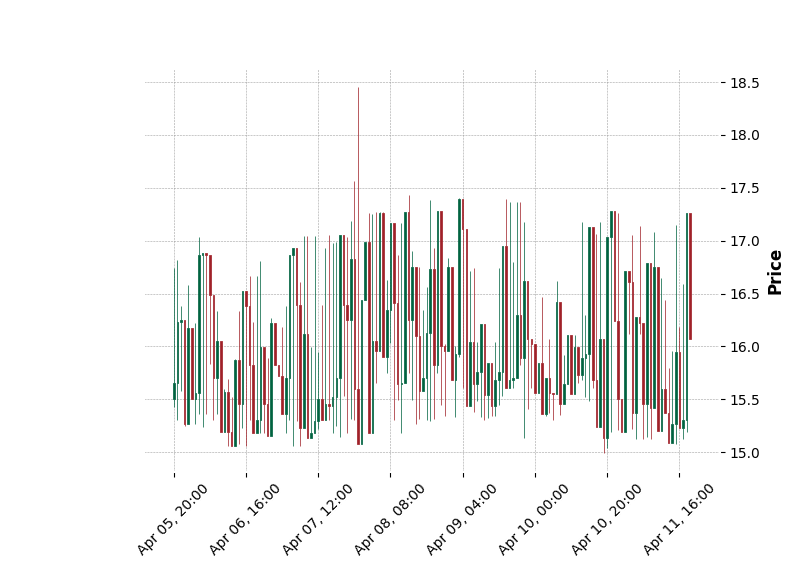 18.5
18.0
17.5
17.0
16.5
16.0
15.5
15.0
Price
Apr 05, 20:00
Apr 06, 16:00
Apr 07, 12:00
Apr 08, 08:00
Apr 09, 04:00
Apr 10, 00:00
Apr 10, 20:00
Apr 11, 16:00